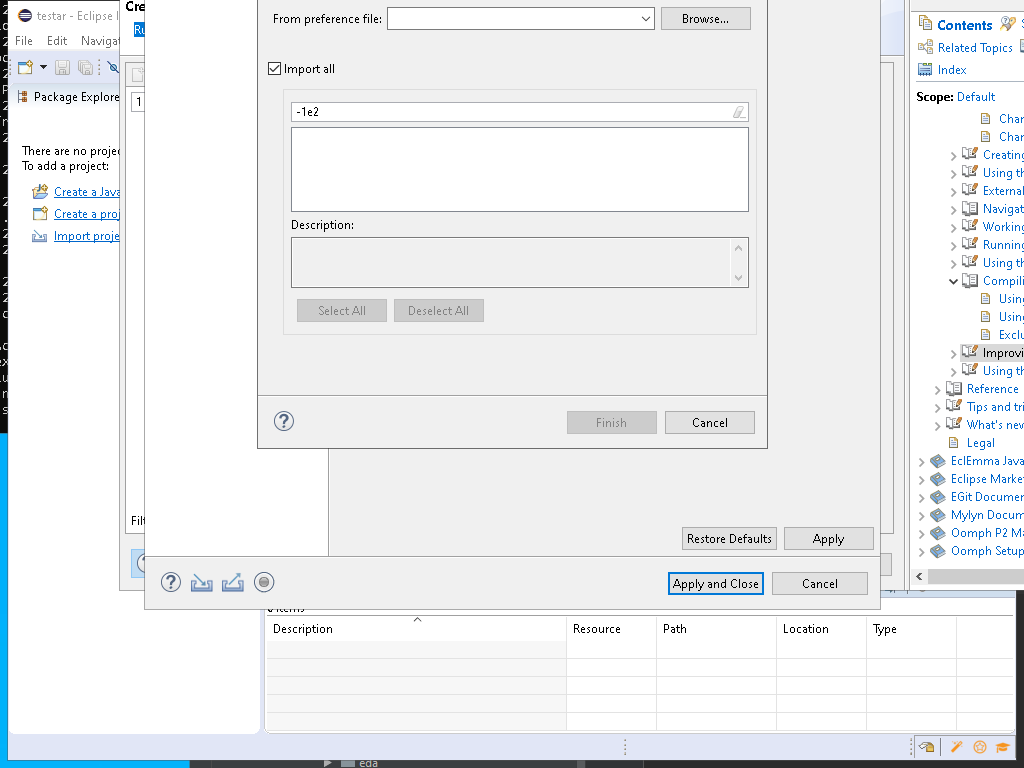 testar - Eclipse I
File Edit Navigat
Package Explore
There are no projec
To add a project:
Create a Java
Create a proj
Import proje
Cre
Ru
1
Filt
From preference file:
Browse...
Import all
-1e2
Description:
Select All
Deselect All
Finish
Cancel
Restore Defaults
Apply
Apply and Close
Cancel
Contents
Related Topics
Index
Scope: Default
Char
Char
Creating
Using th
External
Navigat
Working
Running
Using th
Compili
Using
Using
Exclu
Improvi
Using th
Reference
Tips and tri
What's new
Legal
EclEmma Java
Eclipse Market
EGit Documen
Mylyn Docum
Oomph P2 Ma
Oomph Setup
Description Resource Path Location Type
eda